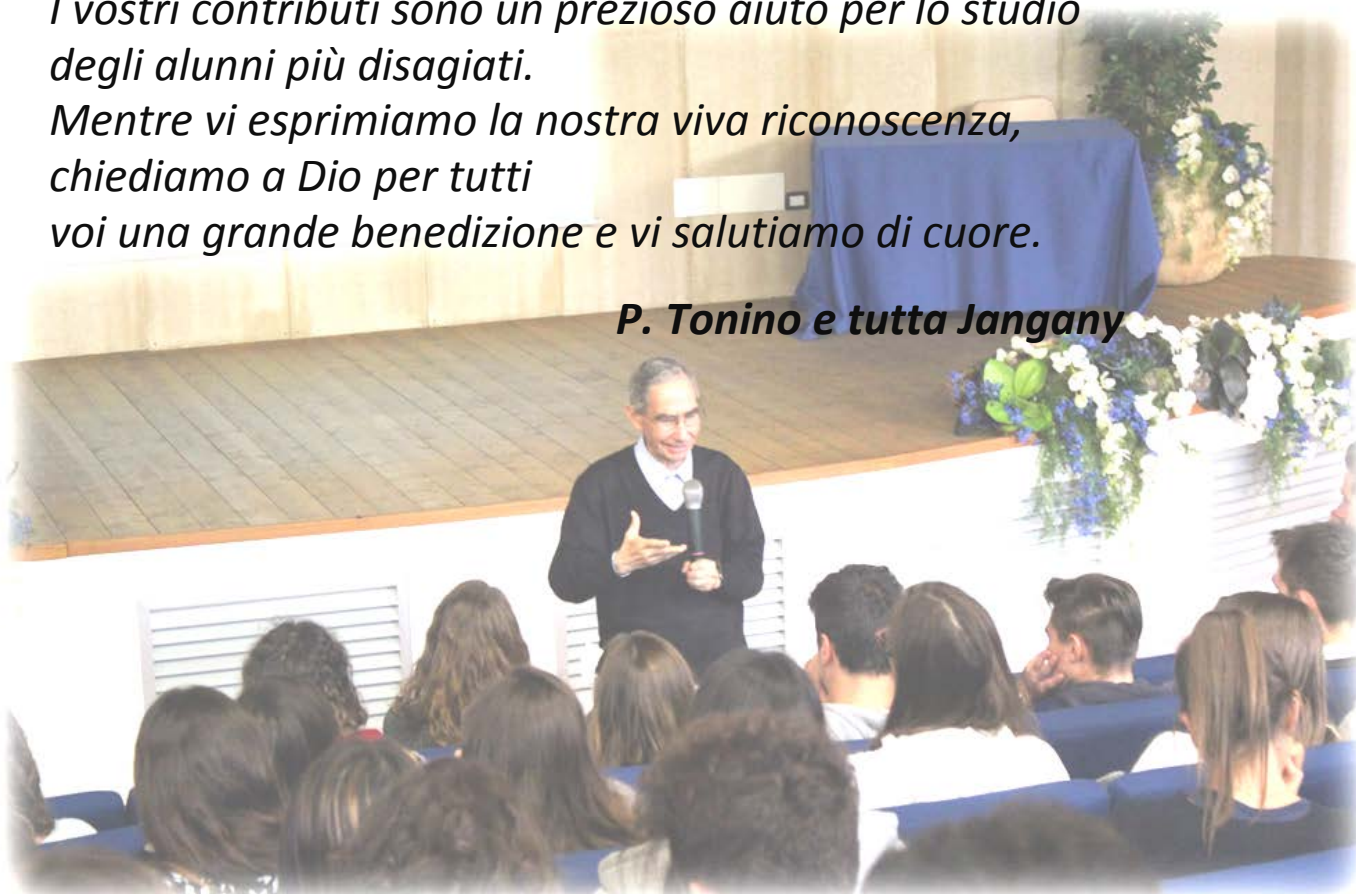 I vostri contributi sono un prezioso aiuto per lo studio
degli alunni più disagiati.
Mentre vi esprimiamo la nostra viva riconoscenza,
chiediamo a Dio per tutti
voi una grande benedizione e vi salutiamo di cuore.
P. Tonino e tutta Jangany